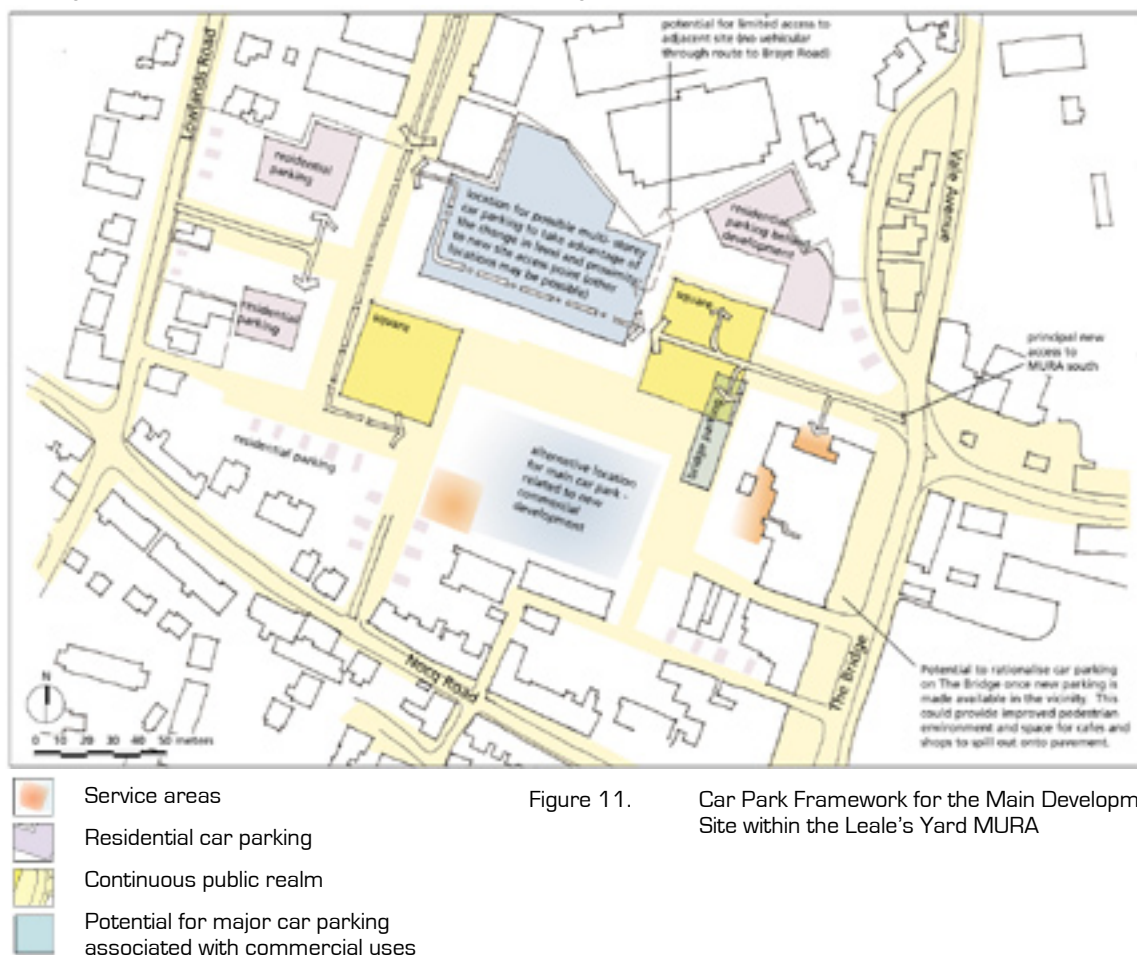 potential for limited access to
adjacent site (no vehicular
through route to Braye Road)
Lowlands Road
Vale Avenue
residential
parking
location for possible multi-storey
car parking to take advantage of
the change in level and proximity
to new site access point (other
locations may be possible)
residential
parking behind
development
residential
parking
square
square
principal new
access to
MURA south
residential parking
alternative location
for main car park -
related to new
commercial
development
bridge parking
Nocq Road
The Bridge
N
0 10 20 30 40 50 meters
Potential to rationalise car parking
on The Bridge once new parking is
made available in the vicinity. This
could provide improved pedestrian
environment and space for cafes and
shops to spill out onto pavement.
Service areas
Residential car parking
Continuous public realm
Potential for major car parking
associated with commercial uses
Figure 11. Car Park Framework for the Main Developm
Site within the Leale's Yard MURA